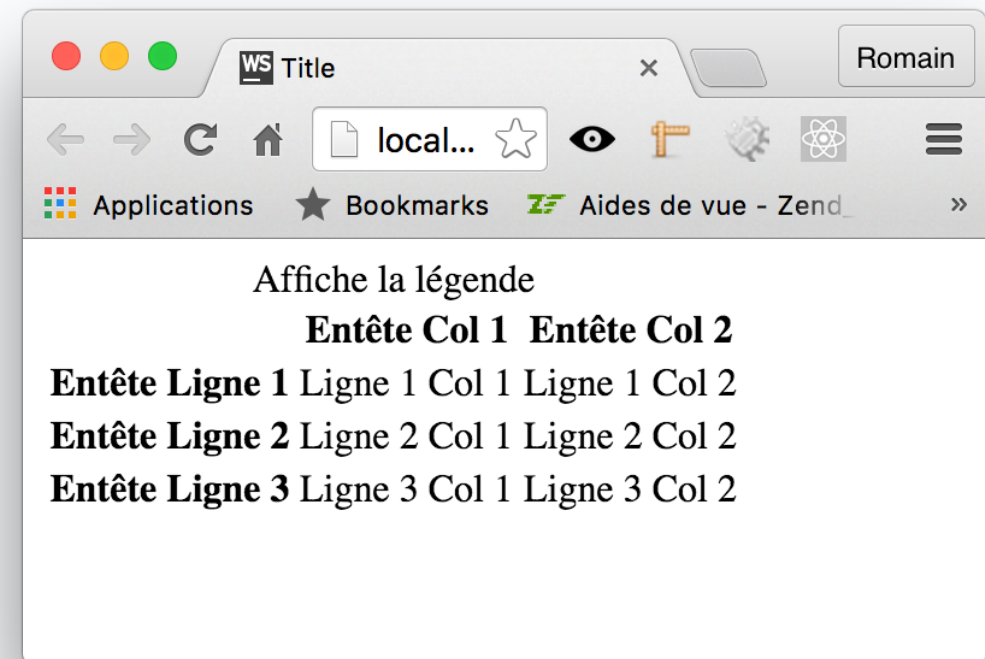 WS Title
Romain
local...
Applications
Bookmarks
Aides de vue - Zend_
Affiche la légende
Entête Col 1 Entête Col 2
Entête Ligne 1 Ligne 1 Col 1 Ligne 1 Col 2
Entête Ligne 2 Ligne 2 Col 1 Ligne 2 Col 2
Entête Ligne 3 Ligne 3 Col 1 Ligne 3 Col 2